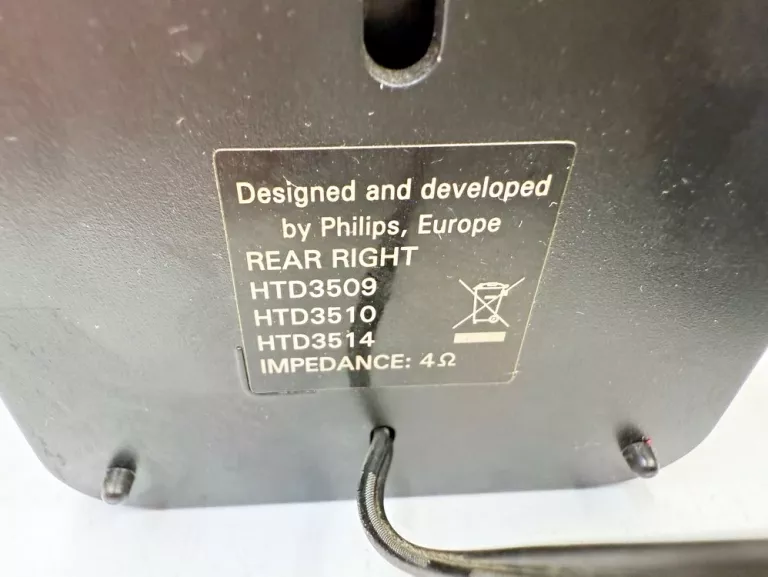 Designed and developed
by Philips, Europe
REAR RIGHT
HTD3509
HTD3510
HTD3514
IMPEDANCE: 4Ω